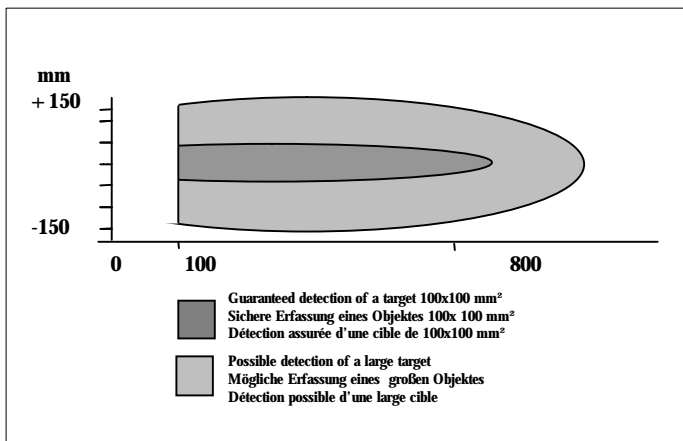 mm
+ 150
-150
0 100 800
Guaranteed detection of a target 100x100 mm²
Sichere Erfassung eines Objektes 100x 100 mm²
Détection assurée d'une cible de 100x100 mm²
Possible detection of a large target
Mögliche Erfassung eines großen Objektes
Détection possible d'une large cible